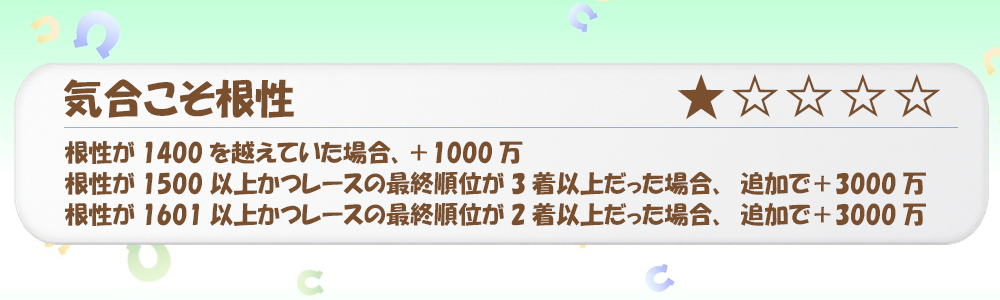 気合こそ根性 ★☆☆☆☆
根性が 1400 を越えていた場合、＋1000 万
根性が 1500 以上かつレースの最終順位が 3 着以上だった場合、 追加で＋3000 万
根性が 1601 以上かつレースの最終順位が 2 着以上だった場合、 追加で＋3000 万